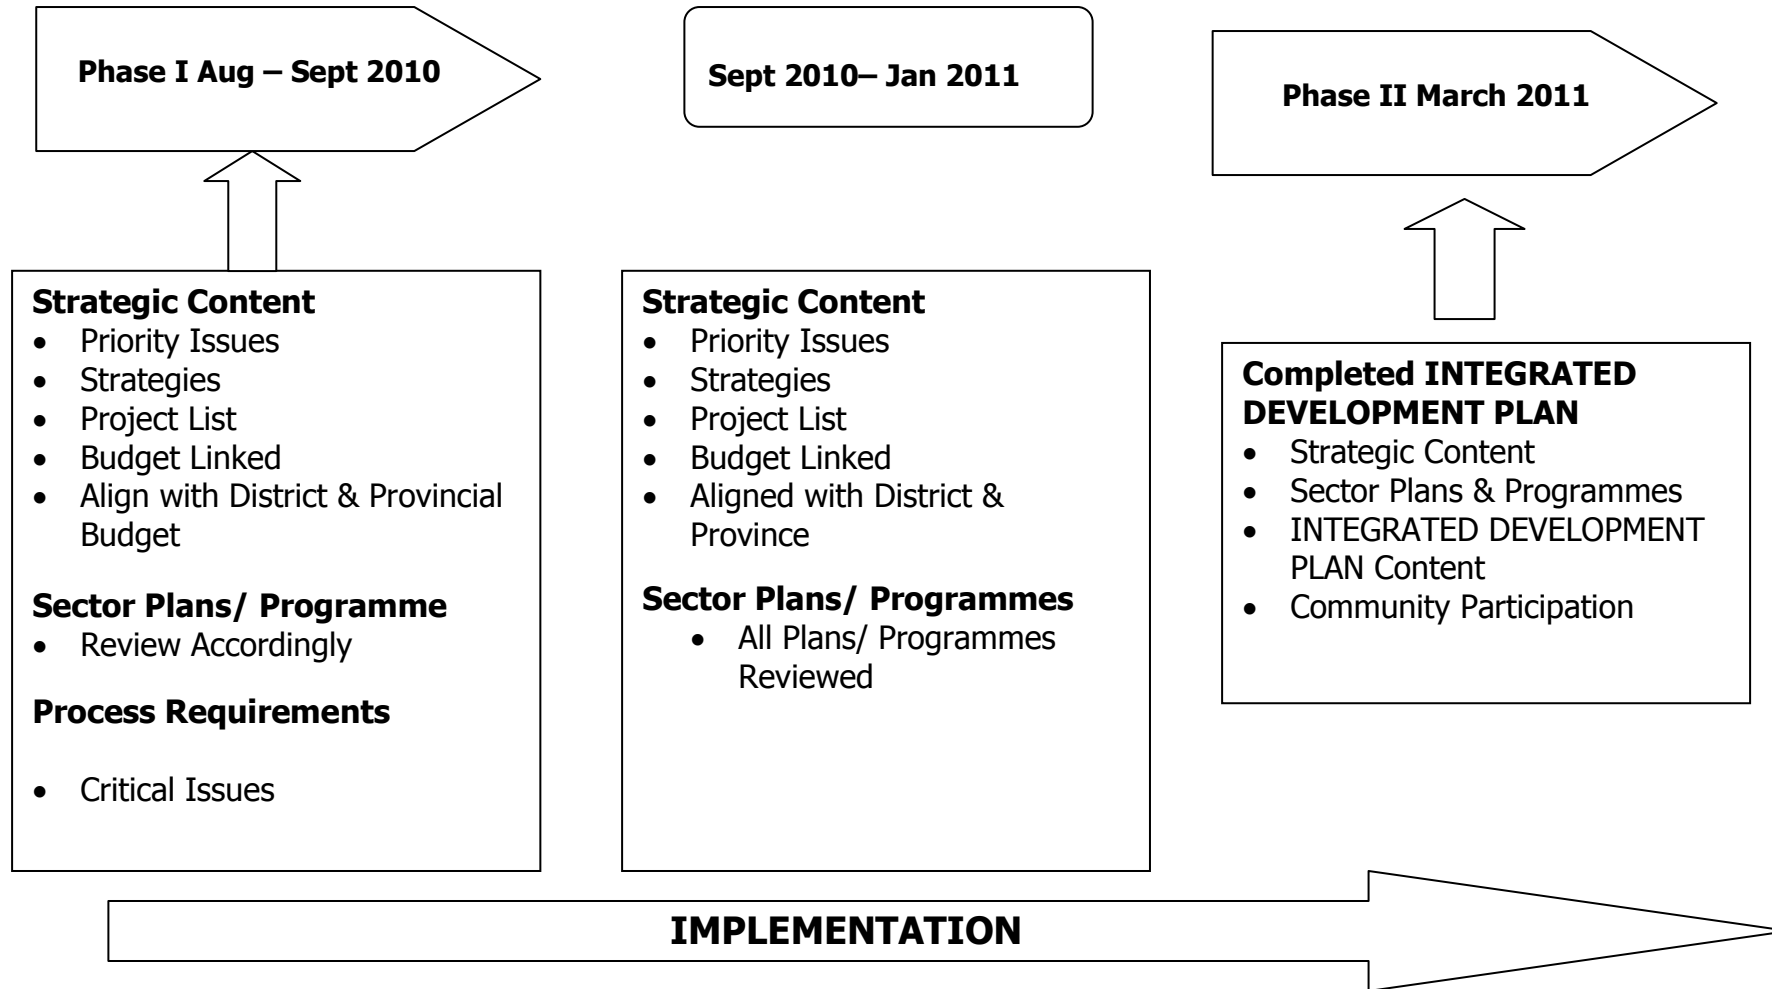 Phase I Aug – Sept 2010
Sept 2010– Jan 2011
Phase II March 2011
Strategic Content
• Priority Issues
• Strategies
• Project List
• Budget Linked
• Align with District & Provincial
Budget
Sector Plans/ Programme
• Review Accordingly
Process Requirements
• Critical Issues
Strategic Content
• Priority Issues
• Strategies
• Project List
• Budget Linked
• Aligned with District &
Province
Sector Plans/ Programmes
• All Plans/ Programmes
Reviewed
Completed INTEGRATED
DEVELOPMENT PLAN
• Strategic Content
• Sector Plans & Programmes
• INTEGRATED DEVELOPMENT
PLAN Content
• Community Participation
IMPLEMENTATION